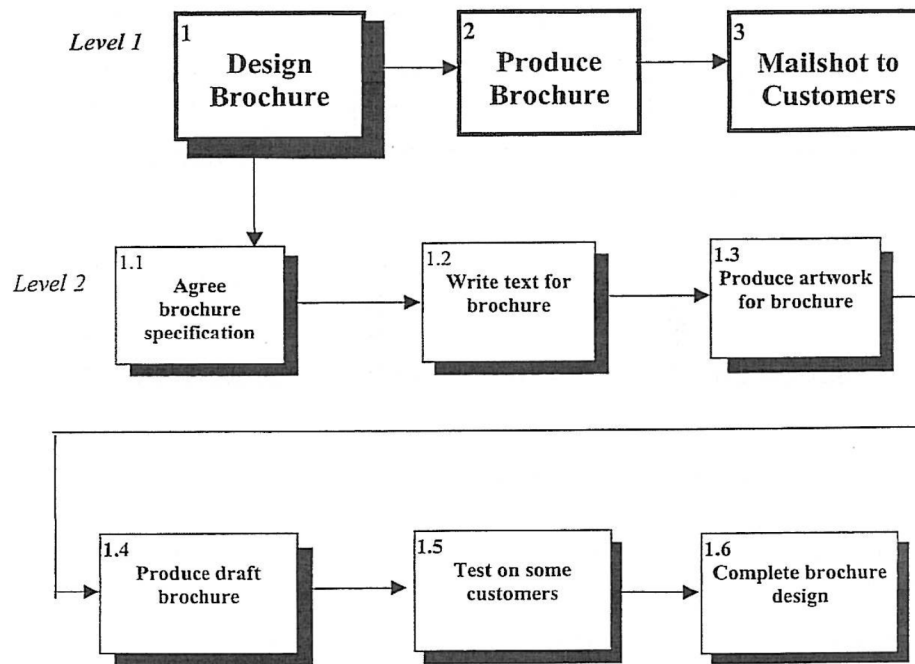 Level 1
1
Design
Brochure
2
Produce
Brochure
3
Mailshot to
Customers
Level 2
1.1
Agree
brochure
specification
1.2
Write text for
brochure
1.3
Produce artwork
for brochure
1.4
Produce draft
brochure
1.5
Test on some
customers
1.6
Complete brochure
design